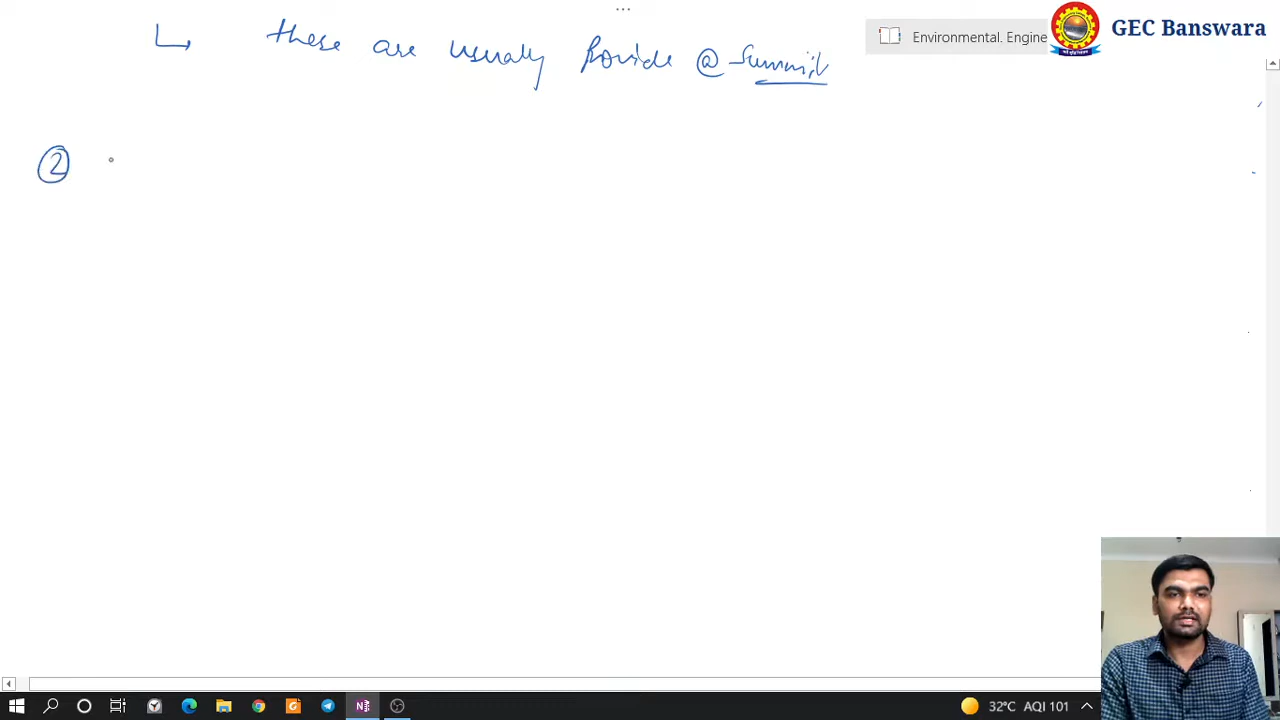 ...
these are usually Provide @ Summit
Environmental. Engine
GEC Banswara
②
32°C AQI 101